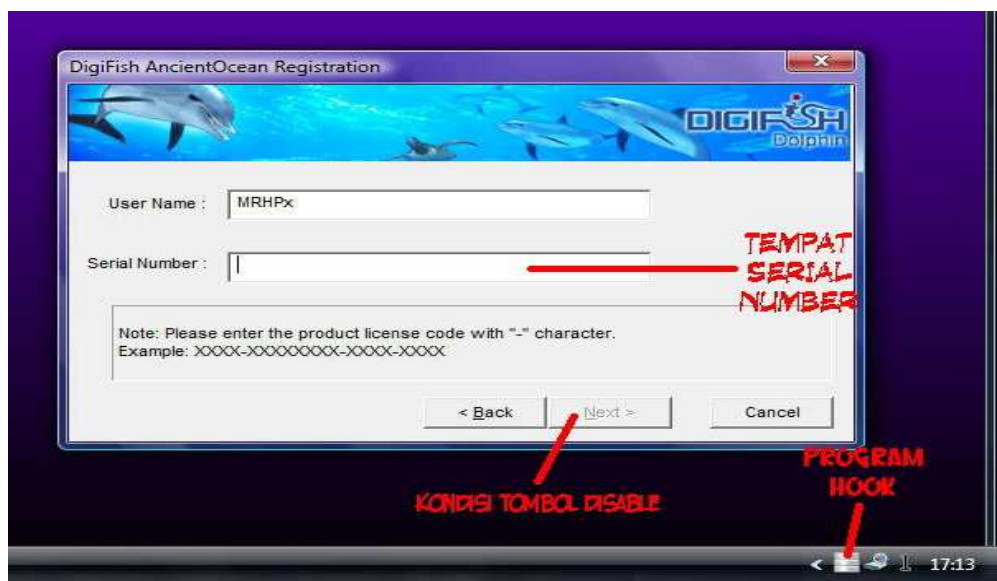 DigiFish AncientOcean Registration
DIGIFISH
Dolphin
User Name :
MRHPx
Serial Number :
TEMPAT
SERIAL
NUMBER
Note: Please enter the product license code with "-" character.
Example: XXXX-XXXXXXXX-XXXX-XXXX
< Back
Next >
Cancel
KONDISI TOMBOL DISABLE
PROGRAM
HOOK
17:13